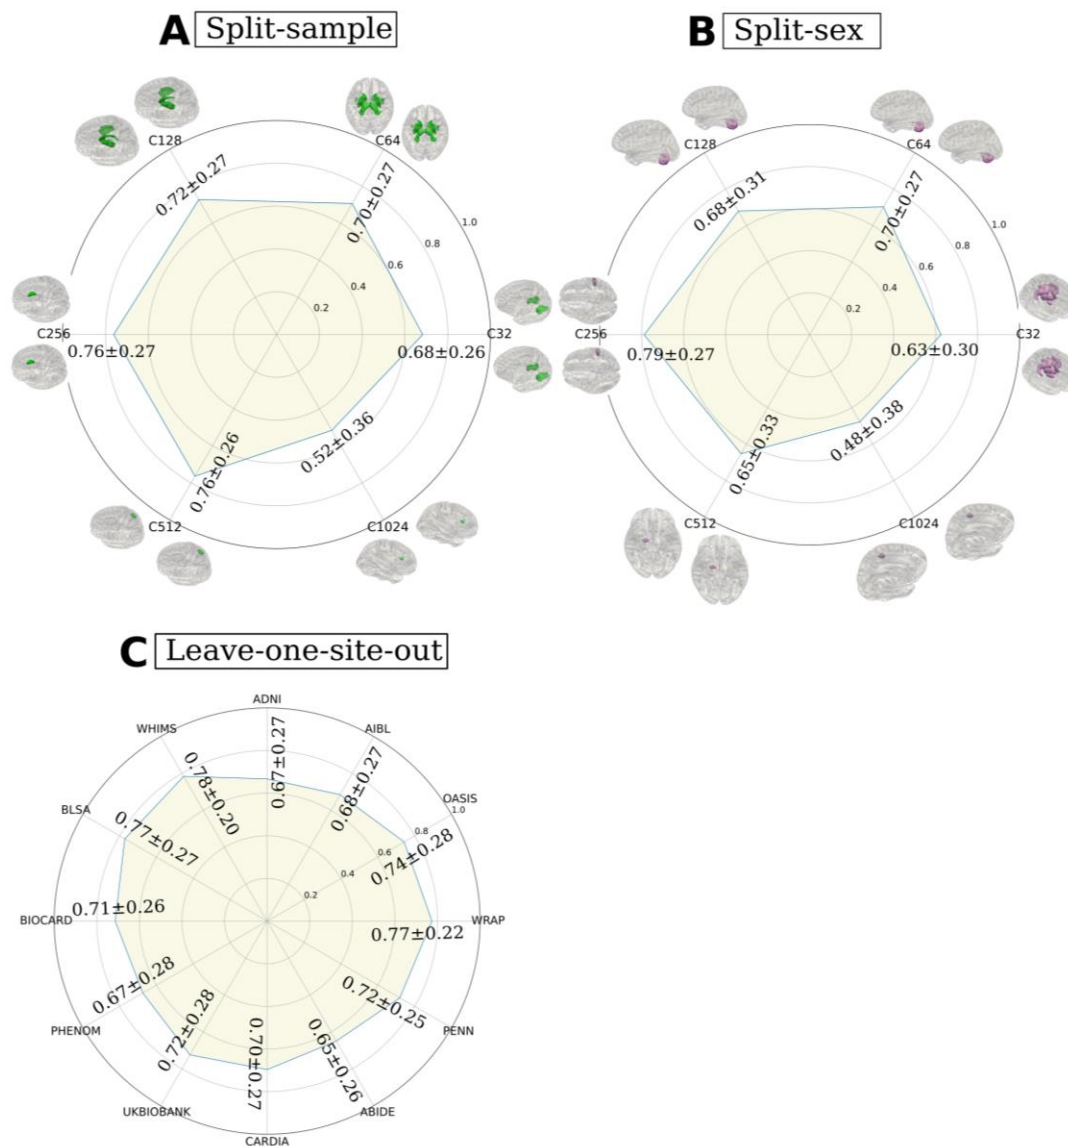 A Split-sample
C128
C64
0.72±0.27
0.70±0.27
1.0
0.8
0.6
0.4
0.2
C256
C32
0.76±0.27
0.68±0.26
0.76±0.26
0.52±0.36
C512
C1024
B Split-sex
C128
C64
0.68±0.31
0.70±0.27
1.0
0.8
0.6
0.4
0.2
C256
C32
0.79±0.27
0.63±0.30
0.65±0.33
0.48±0.38
C512
C1024
C Leave-one-site-out
ADNI
WHIMS
AIBL
0.67±0.27
0.78±0.20
0.68±0.27
BLSA
OASIS
1.0
0.8
0.6
0.4
0.2
0.77±0.27
0.74±0.28
BIOCARD
0.71±0.26
WRAP
0.77±0.22
0.67±0.28
0.72±0.25
PHENOM
PENN
0.72±0.28
0.70±0.27
0.65±0.26
UKBIOBANK
ABIDE
CARDIA